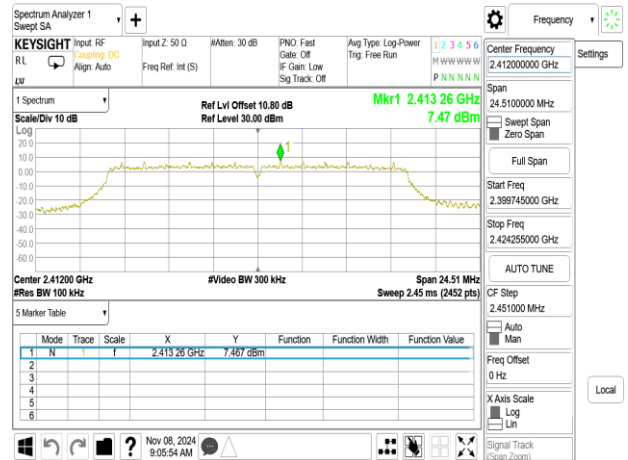 Spectrum Analyzer 1
Swept SA
Frequency
KEYSIGHT
Input: RF
Coupling: DC
Align: Auto
Input Z: 50 Ω
Freq Ref: Int (S)
#Atten: 30 dB
PNO: Fast
Gate: Off
IF Gain: Low
Sig Track: Off
Avg Type: Log-Power
Trig: Free Run
1 2 3 4 5 6
M W W W W W
P N N N N N
R L
Center Frequency
2.412000000 GHz
Settings
Span
24.5100000 MHz
Swept Span
Zero Span
Full Span
Start Freq
2.399745000 GHz
Stop Freq
2.424255000 GHz
AUTO TUNE
CF Step
2.451000 MHz
Auto
Man
Freq Offset
0 Hz
X Axis Scale
Log
Lin
Signal Track
(Span Zoom)
Local
1 Spectrum
Scale/Div 10 dB
Ref Lvl Offset 10.80 dB
Ref Level 30.00 dBm
Mkr1 2.413 26 GHz
7.47 dBm
Log
20.0
10.0
0.00
-10.0
-20.0
-30.0
-40.0
-50.0
-60.0
1
Center 2.41200 GHz
#Res BW 100 kHz
#Video BW 300 kHz
Span 24.51 MHz
Sweep 2.45 ms (2452 pts)
5 Marker Table
Mode Trace Scale X Y Function Function Width Function Value
1 N 1 f 2.413 26 GHz 7.467 dBm
2
3
4
5
6
Nov 08, 2024
9:05:54 AM